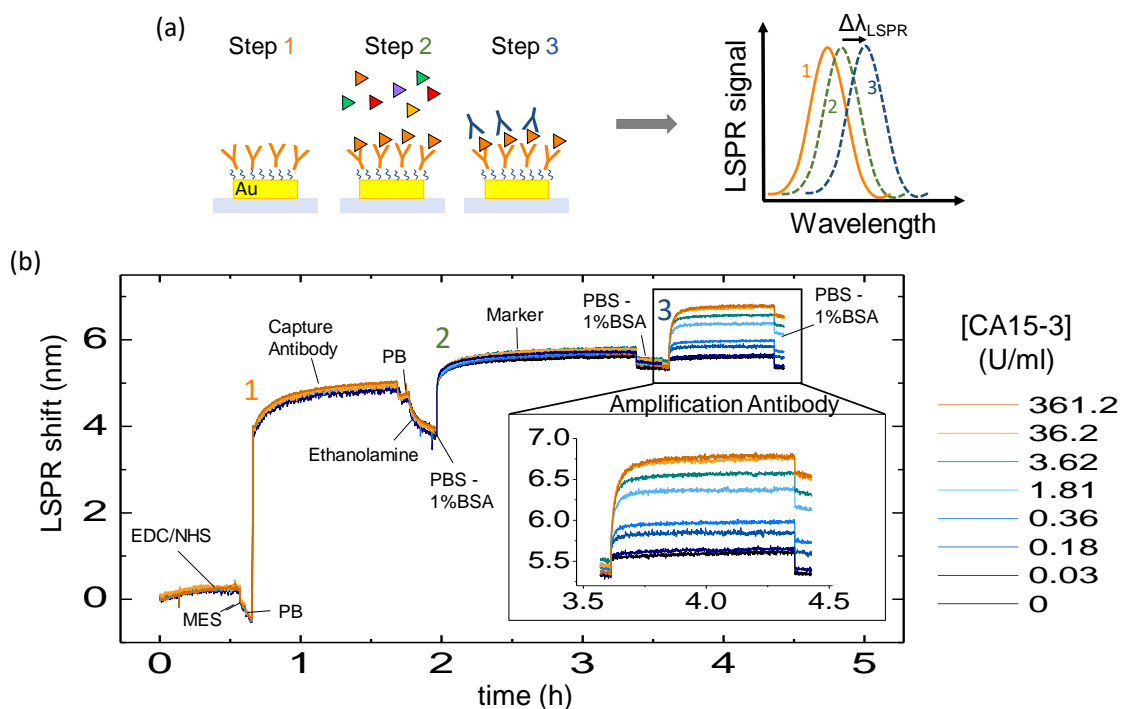 (a)
Step 1
Step 2
Step 3
Au
ΔλLSPR
1
2
3
LSPR signal
Wavelength
(b)
LSPR shift (nm)
6
4
2
0
EDC/NHS
MES
PB
1
Capture
Antibody
PB
Ethanolamine
PBS -
1%BSA
2
Marker
PBS -
1%BSA
3
PBS -
1%BSA
Amplification Antibody
7.0
6.5
6.0
5.5
3.5
4.0
4.5
0
1
2
3
4
5
time (h)
[CA15-3]
(U/ml)
361.2
36.2
3.62
1.81
0.36
0.18
0.03
0